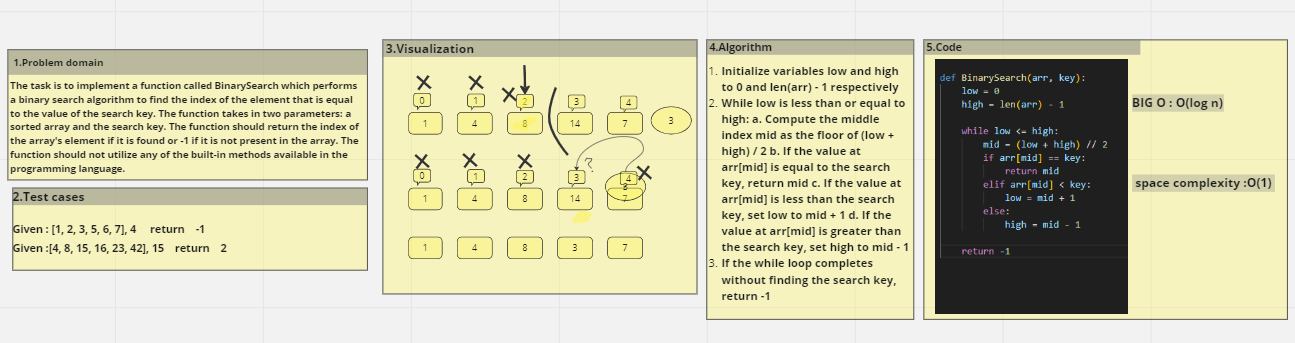 1.Problem domain
The task is to implement a function called BinarySearch which performs
a binary search algorithm to find the index of the element that is equal
to the value of the search key. The function takes in two parameters: a
sorted array and the search key. The function should return the index of
the array's element if it is found or -1 if it is not present in the array. The
function should not utilize any of the built-in methods available in the
programming language.
2.Test cases
Given : [1, 2, 3, 5, 6, 7], 4 return -1
Given :[4, 8, 15, 16, 23, 42], 15 return 2
3.Visualization
0 1 2 3 4
1 4 8 14 7 3
?
0 1 2 3 4
1 4 8 14 7 3
1 4 8 3 7
4.Algorithm
1. Initialize variables low and high
to 0 and len(arr) - 1 respectively
2. While low is less than or equal to
high: a. Compute the middle
index mid as the floor of (low +
high) / 2 b. If the value at
arr[mid] is equal to the search
key, return mid c. If the value at
arr[mid] is less than the search
key, set low to mid + 1 d. If the
value at arr[mid] is greater than
the search key, set high to mid - 1
3. If the while loop completes
without finding the search key,
return -1
5.Code
def BinarySearch(arr, key):
low = 0
high = len(arr) - 1
while low <= high:
mid = (low + high) // 2
if arr[mid] == key:
return mid
elif arr[mid] < key:
low = mid + 1
else:
high = mid - 1
return -1
BIG O : O(log n)
space complexity :O(1)